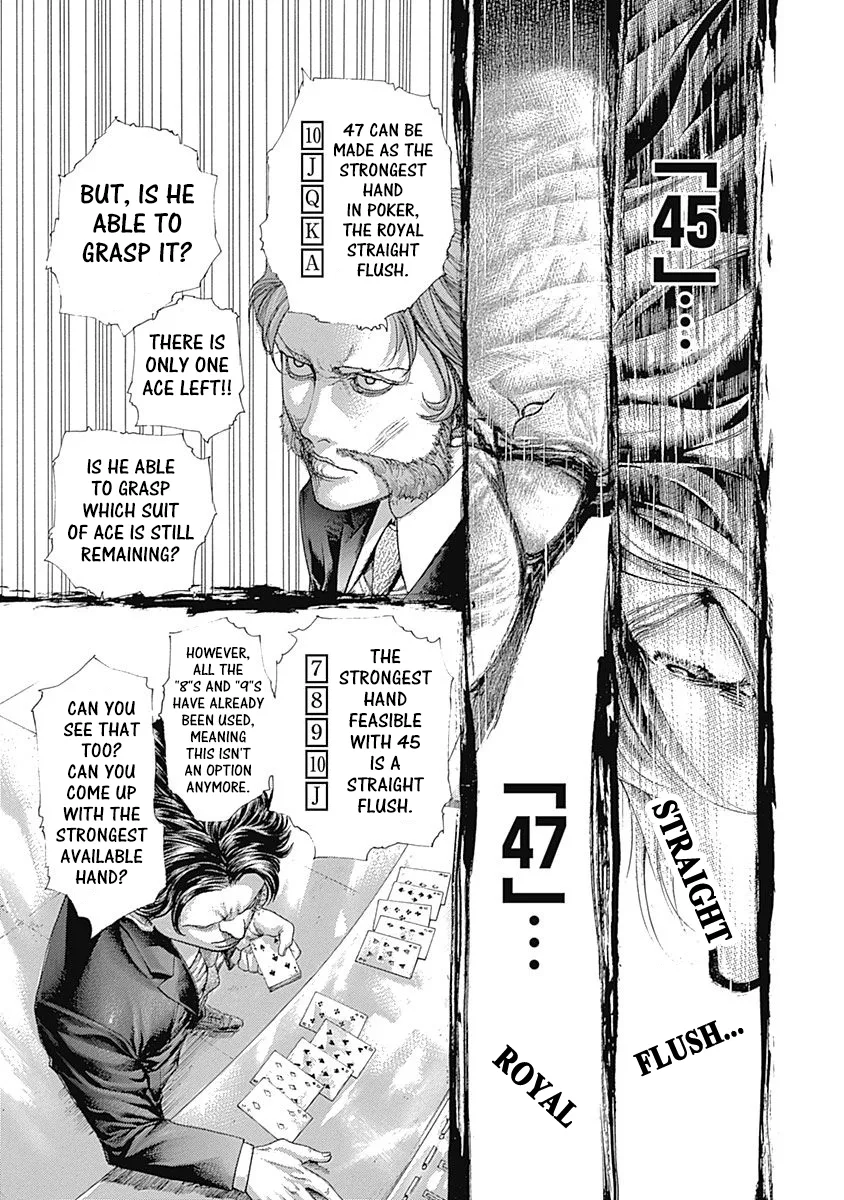 「45」…
STRAIGHT
FLUSH...
「47」…
ROYAL
47 CAN BE
MADE AS THE
STRONGEST
HAND
IN POKER,
THE ROYAL
STRAIGHT
FLUSH.
10
J
Q
K
A
BUT, IS HE
ABLE TO
GRASP IT?
THERE IS
ONLY ONE
ACE LEFT!!
IS HE ABLE
TO GRASP
WHICH SUIT
OF ACE IS STILL
REMAINING?
THE
STRONGEST
HAND
FEASIBLE
WITH 45
IS A
STRAIGHT
FLUSH.
7
8
9
10
J
HOWEVER,
ALL THE
"8"S AND "9"S
HAVE ALREADY
BEEN USED,
MEANING
THIS ISN'T
AN OPTION
ANYMORE.
CAN YOU
SEE THAT
TOO?
CAN YOU
COME UP
WITH THE
STRONGEST
AVAILABLE
HAND?